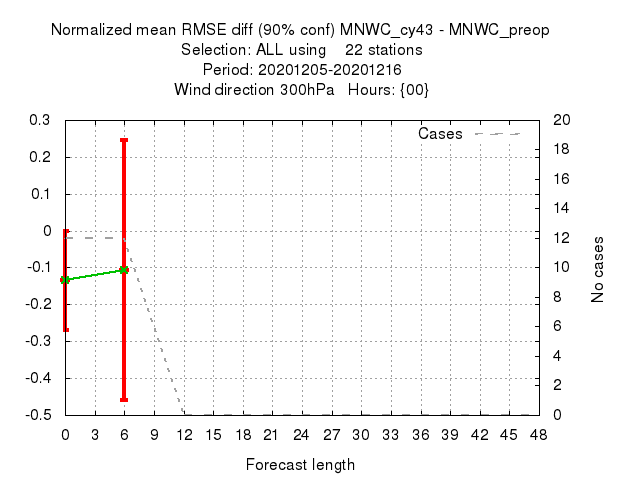 Normalized mean RMSE diff (90% conf) MNWC_cy43 - MNWC_preop
Selection: ALL using 22 stations
Period: 20201205-20201216
Wind direction 300hPa Hours: {00}
Cases
0.3
0.2
0.1
0
-0.1
-0.2
-0.3
-0.4
-0.5
20
18
16
14
12
10
8
6
4
2
0
No cases
0 3 6 9 12 15 18 21 24 27 30 33 36 39 42 45 48
Forecast length